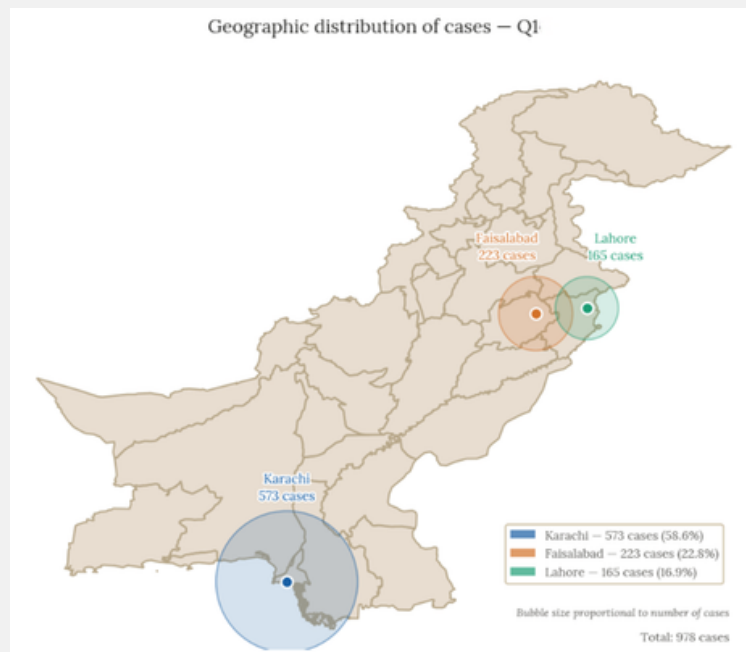 Geographic distribution of cases — Q1
Faisalabad
223 cases
Lahore
165 cases
Karachi
573 cases
Karachi — 573 cases (58.6%)
Faisalabad — 223 cases (22.8%)
Lahore — 165 cases (16.9%)
Bubble size proportional to number of cases
Total: 978 cases